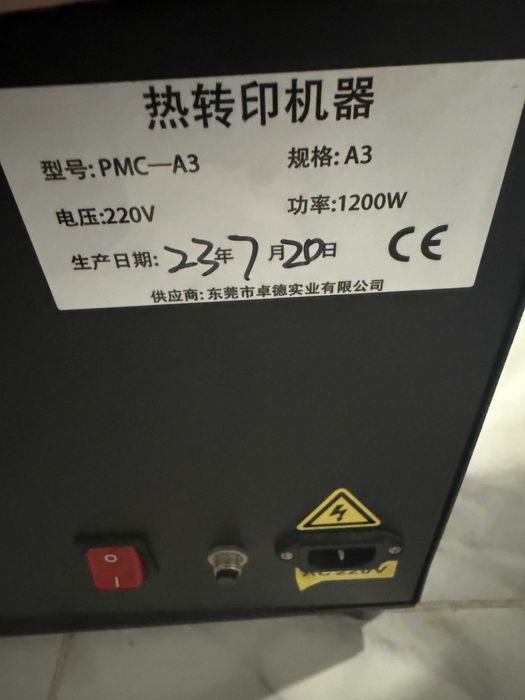 热转印机器
型号:PMC—A3 规格:A3
电压:220V 功率:1200W
生产日期: 23年7月20日 CE
供应商:东莞市卓德实业有限公司
O
I
AC 220V